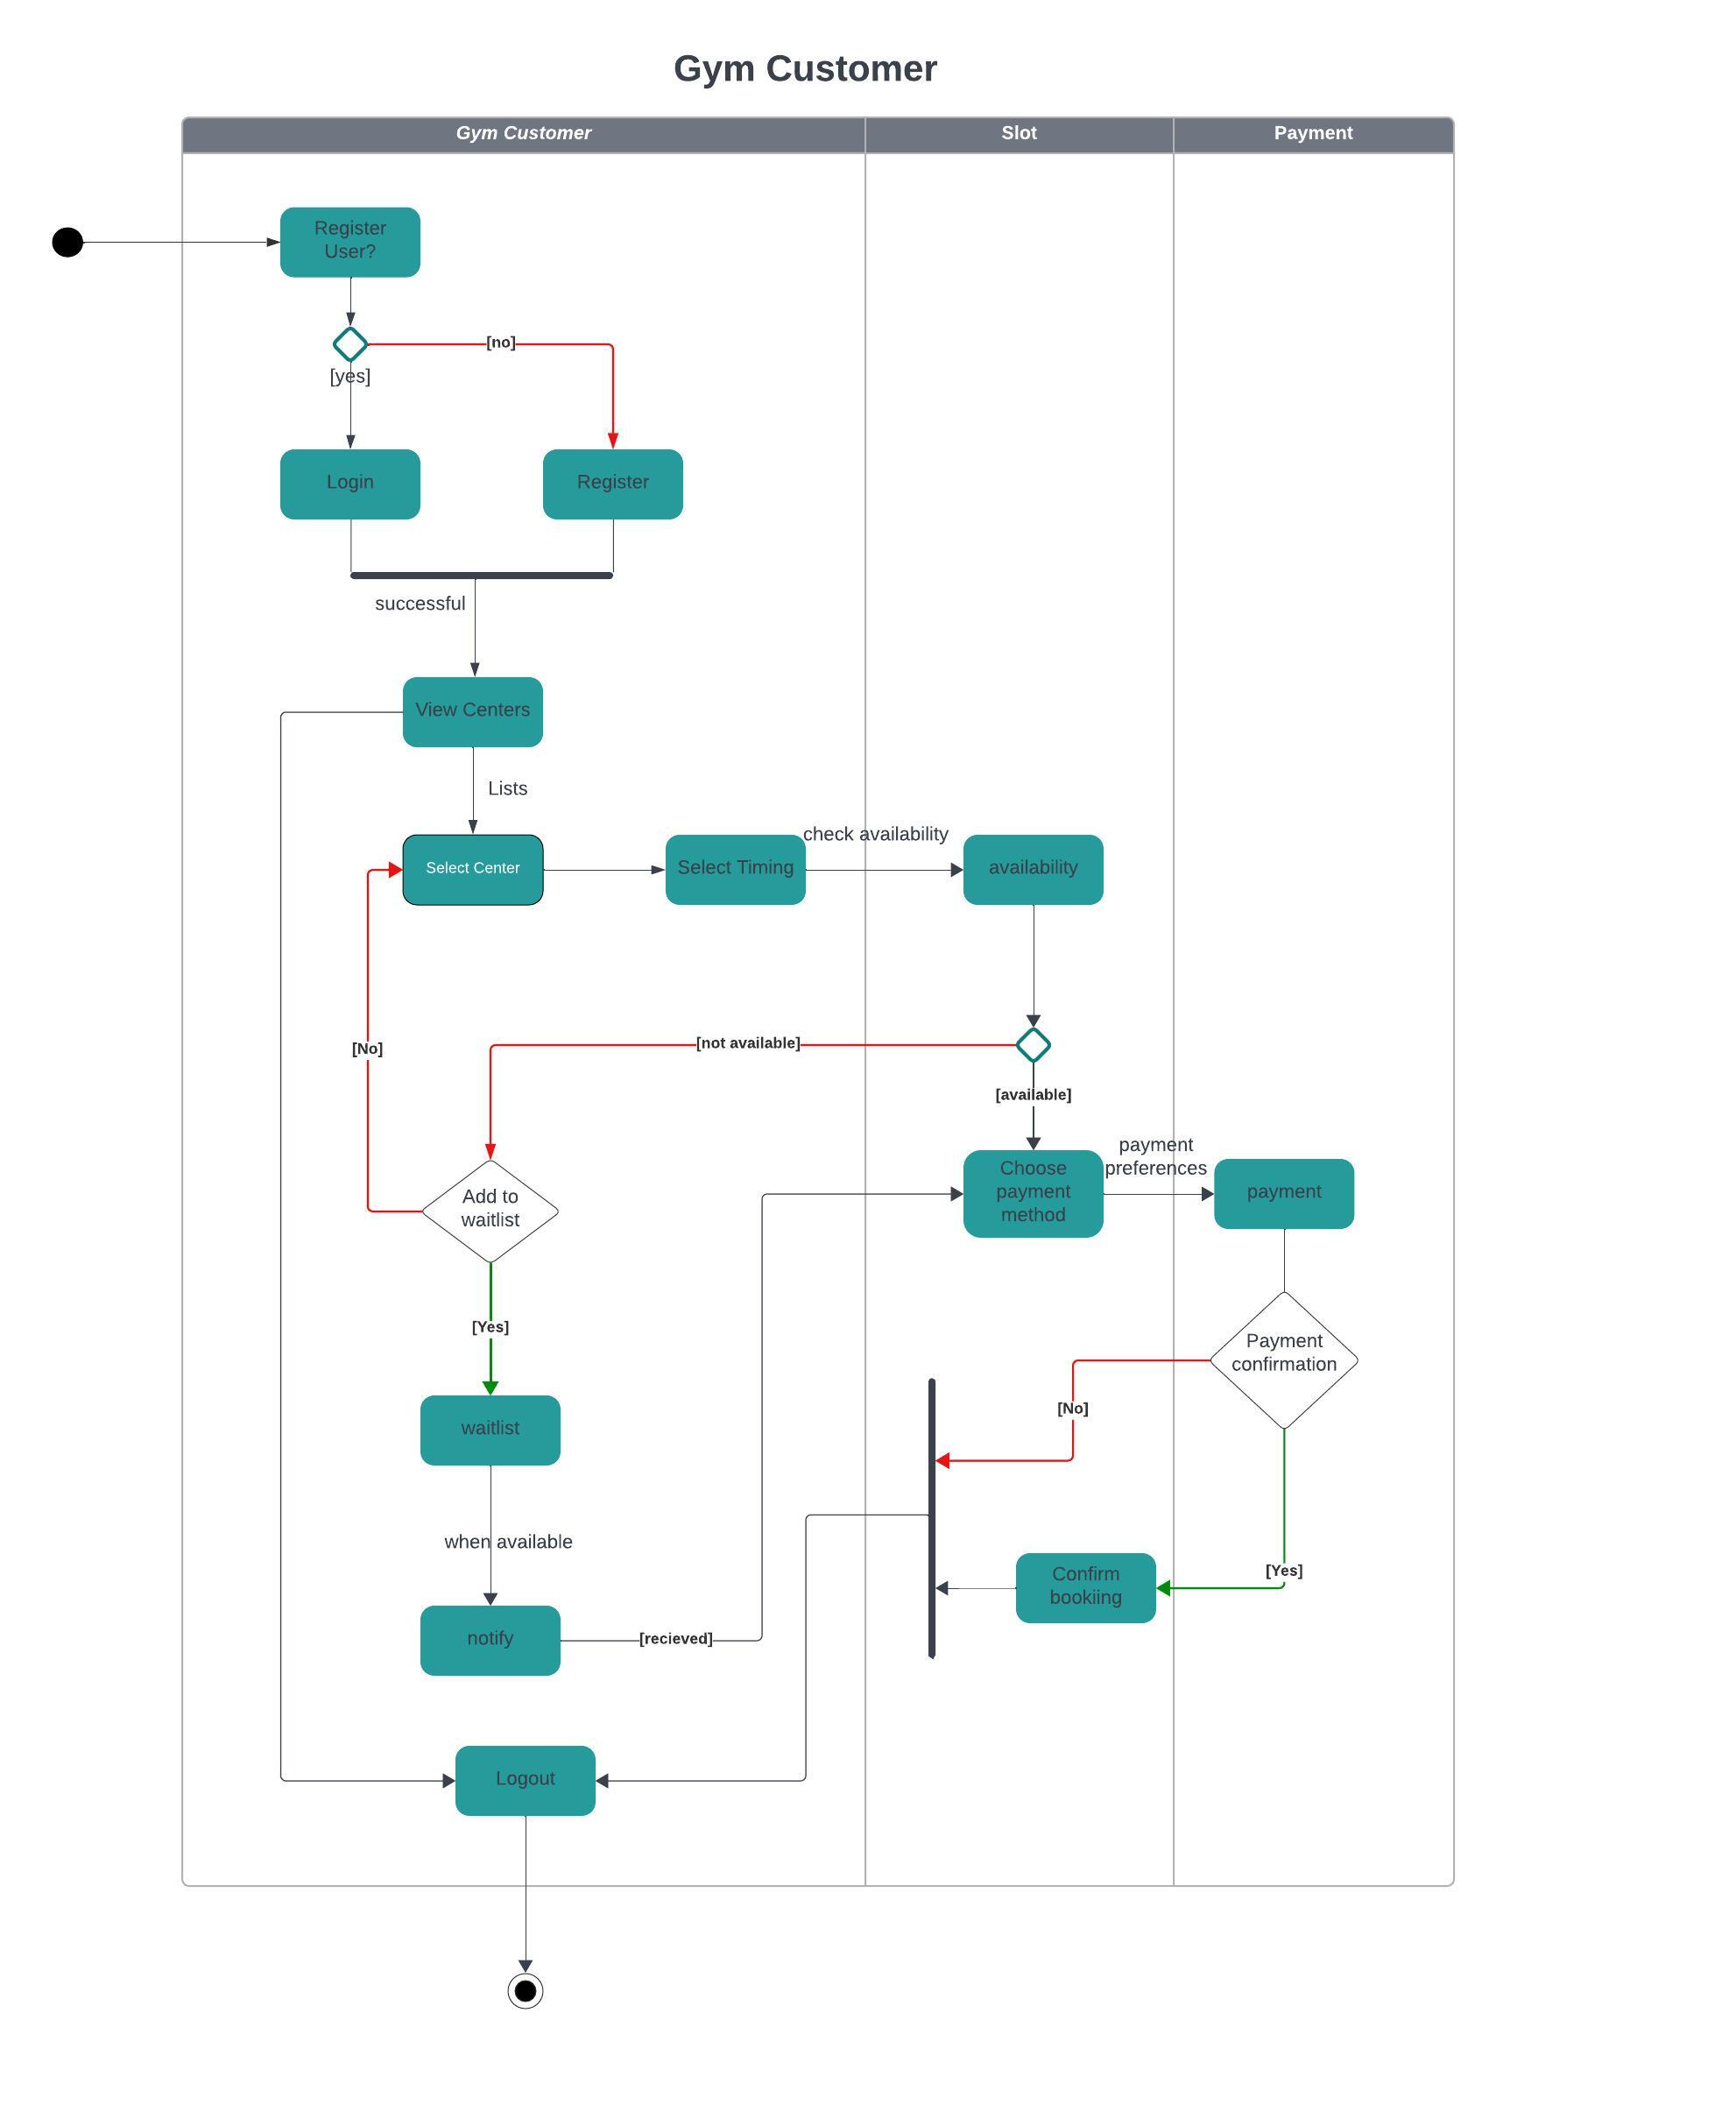 Gym Customer
Gym Customer
Slot
Payment
Register
User?
[no]
[yes]
Login
Register
successful
View Centers
Lists
check availability
Select Center
Select Timing
availability
[not available]
[No]
[available]
payment
preferences
Choose
payment
method
payment
Add to
waitlist
[Yes]
Payment
confirmation
[No]
waitlist
when available
[Yes]
Confirm
bookiing
notify
[recieved]
Logout